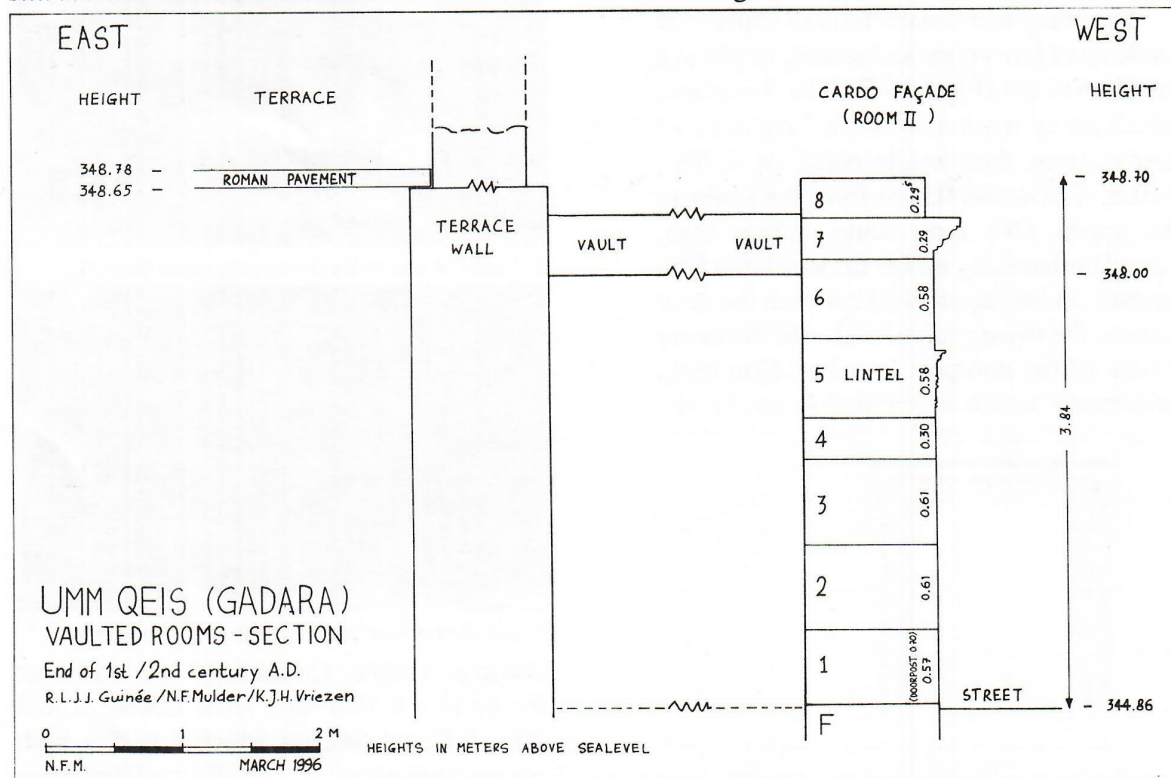 EAST
WEST
HEIGHT
TERRACE
CARDO FAÇADE
(ROOM II)
HEIGHT
348.78 –
348.65 –
ROMAN PAVEMENT
– 348.70
8
0.29⁵
TERRACE
WALL
VAULT
VAULT
7
0.29
– 348.00
6
0.58
5 LINTEL
0.58
4
0.30
3.84
3
0.61
2
0.61
1
(DOORPOST 0.70)
0.57
STREET
– 344.86
F
UMM QEIS (GADARA)
VAULTED ROOMS - SECTION
End of 1st / 2nd century A.D.
R.L.J.J. Guinée / N.F. Mulder / K.J.H. Vriezen
0 1 2 M
HEIGHTS IN METERS ABOVE SEALEVEL
N.F.M. MARCH 1996